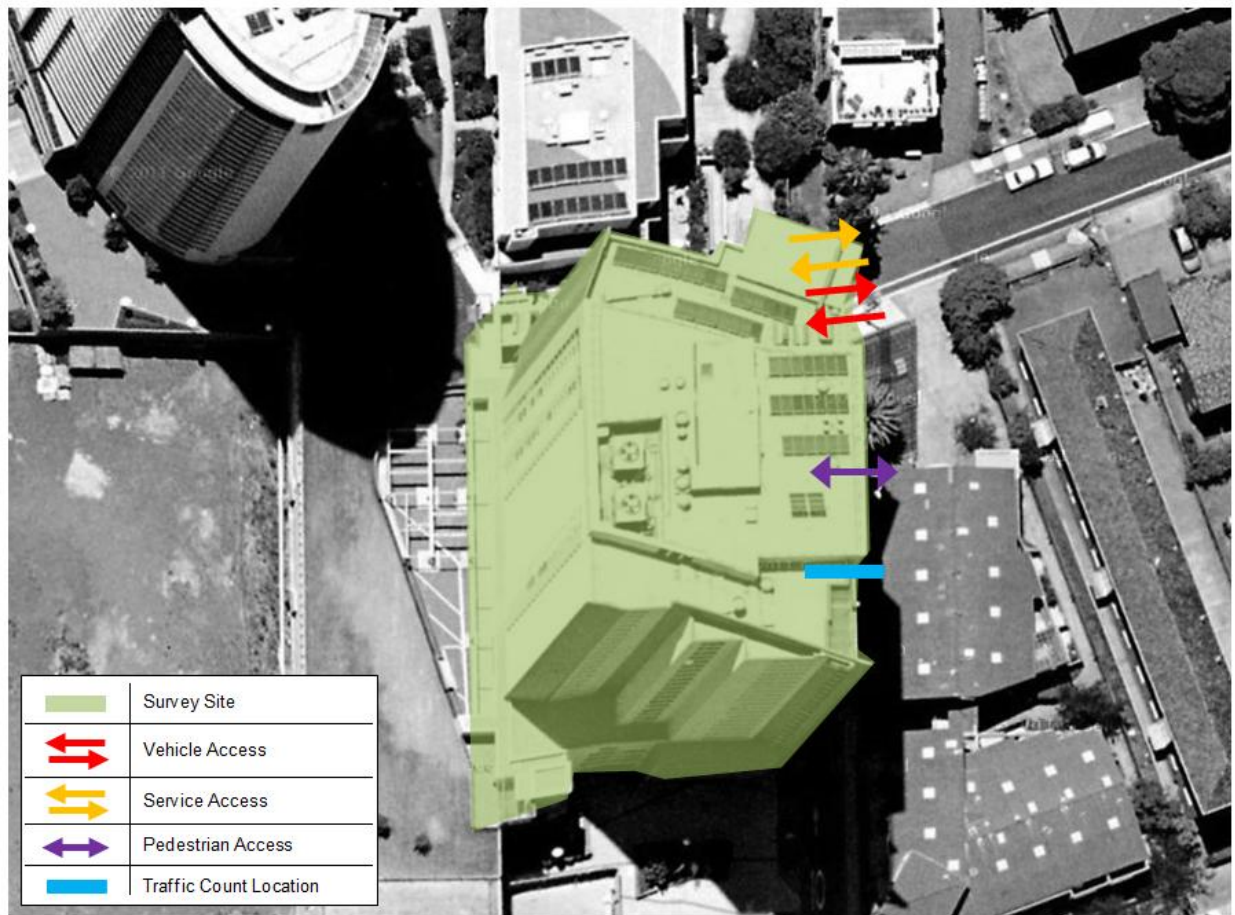 Survey Site
Vehicle Access
Service Access
Pedestrian Access
Traffic Count Location